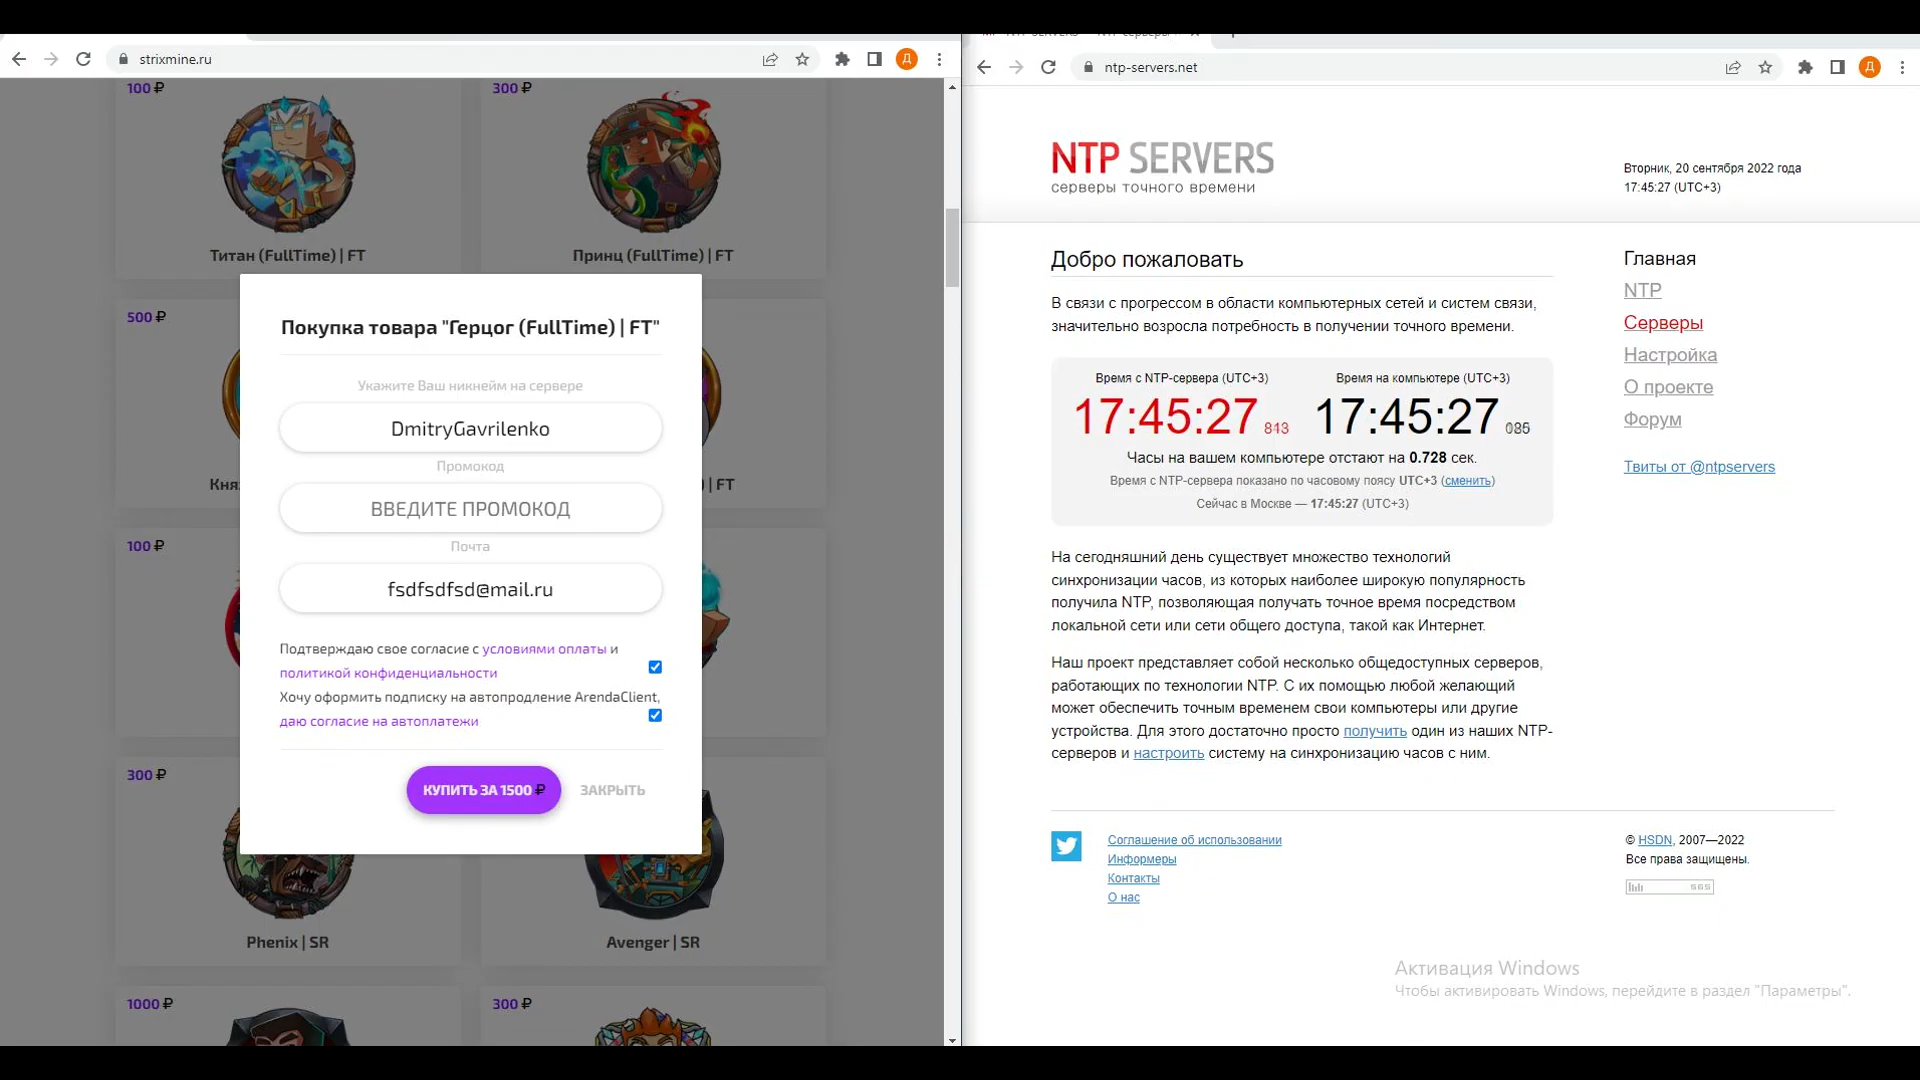 strixmine.ru
100 ₽
300 ₽
Титан (FullTime) | FT
Принц (FullTime) | FT
500 ₽
Покупка товара "Герцог (FullTime) | FT"
Укажите Ваш никнейм на сервере
DmitryGavrilenko
Промокод
Кня
) | FT
ВВЕДИТЕ ПРОМОКОД
100 ₽
Почта
fsdfsdfsd@mail.ru
Подтверждаю свое согласие с условиями оплаты и
политикой конфиденциальности
Хочу оформить подписку на автопродление ArendaClient,
даю согласие на автоплатежи
300 ₽
КУПИТЬ ЗА 1500 ₽
ЗАКРЫТЬ
Phenix | SR
Avenger | SR
1000 ₽
300 ₽
Д
ntp-servers.net
Д
NTP SERVERS
серверы точного времени
Вторник, 20 сентября 2022 года
17:45:27 (UTC+3)
Добро пожаловать
В связи с прогрессом в области компьютерных сетей и систем связи,
значительно возросла потребность в получении точного времени.
Время с NTP-сервера (UTC+3)
Время на компьютере (UTC+3)
17:45:27
17:45:27
Часы на вашем компьютере отстают на 0.728 сек.
Время с NTP-сервера показано по часовому поясу UTC+3 (сменить)
Сейчас в Москве — 17:45:27 (UTC+3)
На сегодняшний день существует множество технологий
синхронизации часов, из которых наиболее широкую популярность
получила NTP, позволяющая получать точное время посредством
локальной сети или сети общего доступа, такой как Интернет.
Наш проект представляет собой несколько общедоступных серверов,
работающих по технологии NTP. С их помощью любой желающий
может обеспечить точным временем свои компьютеры или другие
устройства. Для этого достаточно просто получить один из наших NTP-
серверов и настроить систему на синхронизацию часов с ним.
Главная
NTP
Серверы
Настройка
О проекте
Форум
Твиты от @ntpservers
Соглашение об использовании
Информеры
Контакты
О нас
© HSDN, 2007—2022
Все права защищены.
Активация Windows
Чтобы активировать Windows, перейдите в раздел "Параметры".